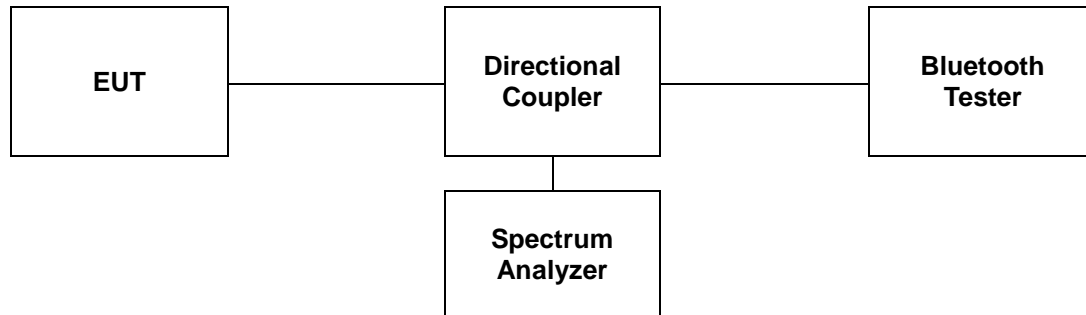 EUT
Directional
Coupler
Bluetooth
Tester
Spectrum
Analyzer